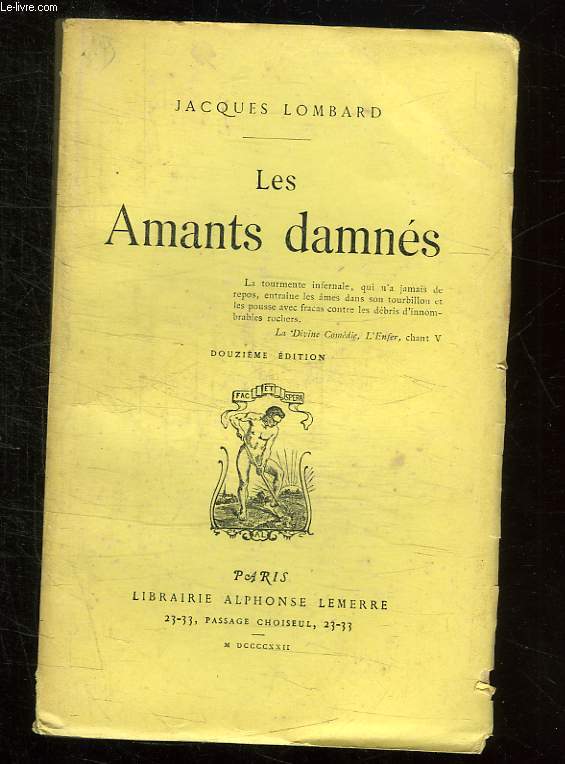 Le-livre.com
JACQUES LOMBARD
Les
Amants damnés
La tourmente infernale, qui n'a jamais de
repos, entraîne les âmes dans son tourbillon et
les pousse avec fracas contre les débris d'innom-
brables rochers.
La Divine Comédie, L'Enfer, chant V
DOUZIÈME ÉDITION
FAC ET SPERA
AL
PARIS
LIBRAIRIE ALPHONSE LEMERRE
23-33, PASSAGE CHOISEUL, 23-33
M DCCCCXXII